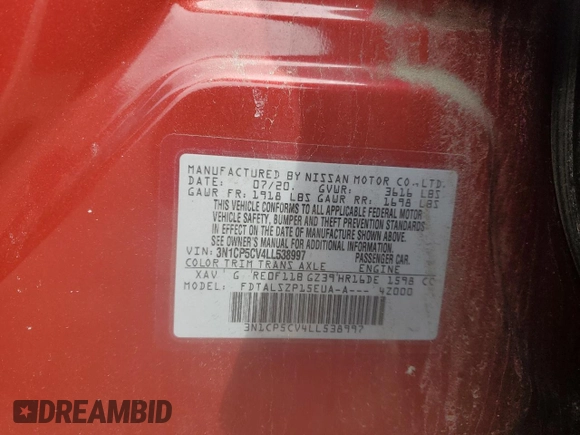 MANUFACTURED BY NISSAN MOTOR CO.,LTD.
DATE: 07/20. GVWR: 3616 LBS
GAWR FR: 1918 LBS GAWR RR: 1698 LBS
THIS VEHICLE CONFORMS TO ALL APPLICABLE FEDERAL MOTOR
VEHICLE SAFETY, BUMPER AND THEFT PREVENTION STANDARDS
IN EFFECT ON THE DATE OF MANUFACTURE SHOWN ABOVE.
SEE OWNER'S MANUAL FOR ADDITIONAL INFORMATION.
VIN: 3N1CP5CV4LL538997 PASSENGER CAR.
COLOR TRIM TRANS AXLE ENGINE
XAV G RE0F11B GZ39 HR16DE 1598 CC
MODEL: FDTALSZP15EUA-A--- 42000
3N1CP5CV4LL538997
DREAMBID